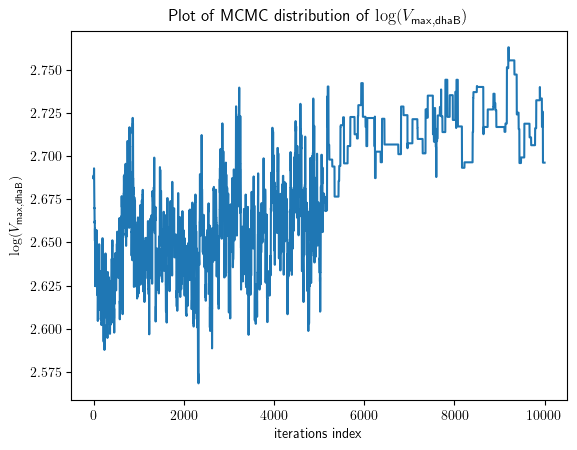 Plot of MCMC distribution of log(V_max,dhaB)
log(V_max,dhaB)
2.750
2.725
2.700
2.675
2.650
2.625
2.600
2.575
0 2000 4000 6000 8000 10000
iterations index